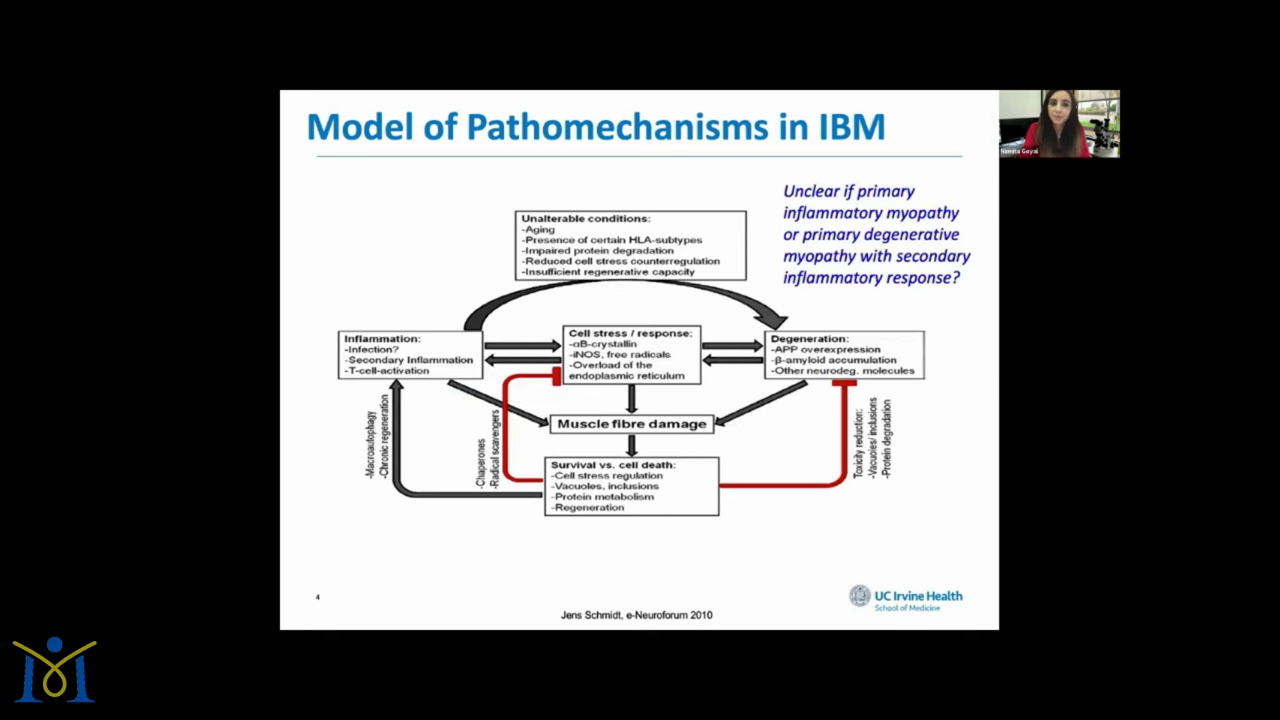 Model of Pathomechanisms in IBM
Namita Goyal
Unclear if primary
inflammatory myopathy
or primary degenerative
myopathy with secondary
inflammatory response?
Unalterable conditions:
-Aging
-Presence of certain HLA-subtypes
-Impaired protein degradation
-Reduced cell stress counterregulation
-Insufficient regenerative capacity
Inflammation:
-Infection?
-Secondary Inflammation
-T-cell-activation
Cell stress / response:
-αB-crystallin
-iNOS, free radicals
-Overload of the
endoplasmic reticulum
Degeneration:
-APP overexpression
-β-amyloid accumulation
-Other neurodeg. molecules
-Macroautophagy
-Chronic regeneration
-Chaperones
-Radical scavengers
Muscle fibre damage
Toxicity reduction:
-Vacuoles/ inclusions
-Protein degradation
Survival vs. cell death:
-Cell stress regulation
-Vacuoles, inclusions
-Protein metabolism
-Regeneration
4
Jens Schmidt, e-Neuroforum 2010
UC Irvine Health
School of Medicine